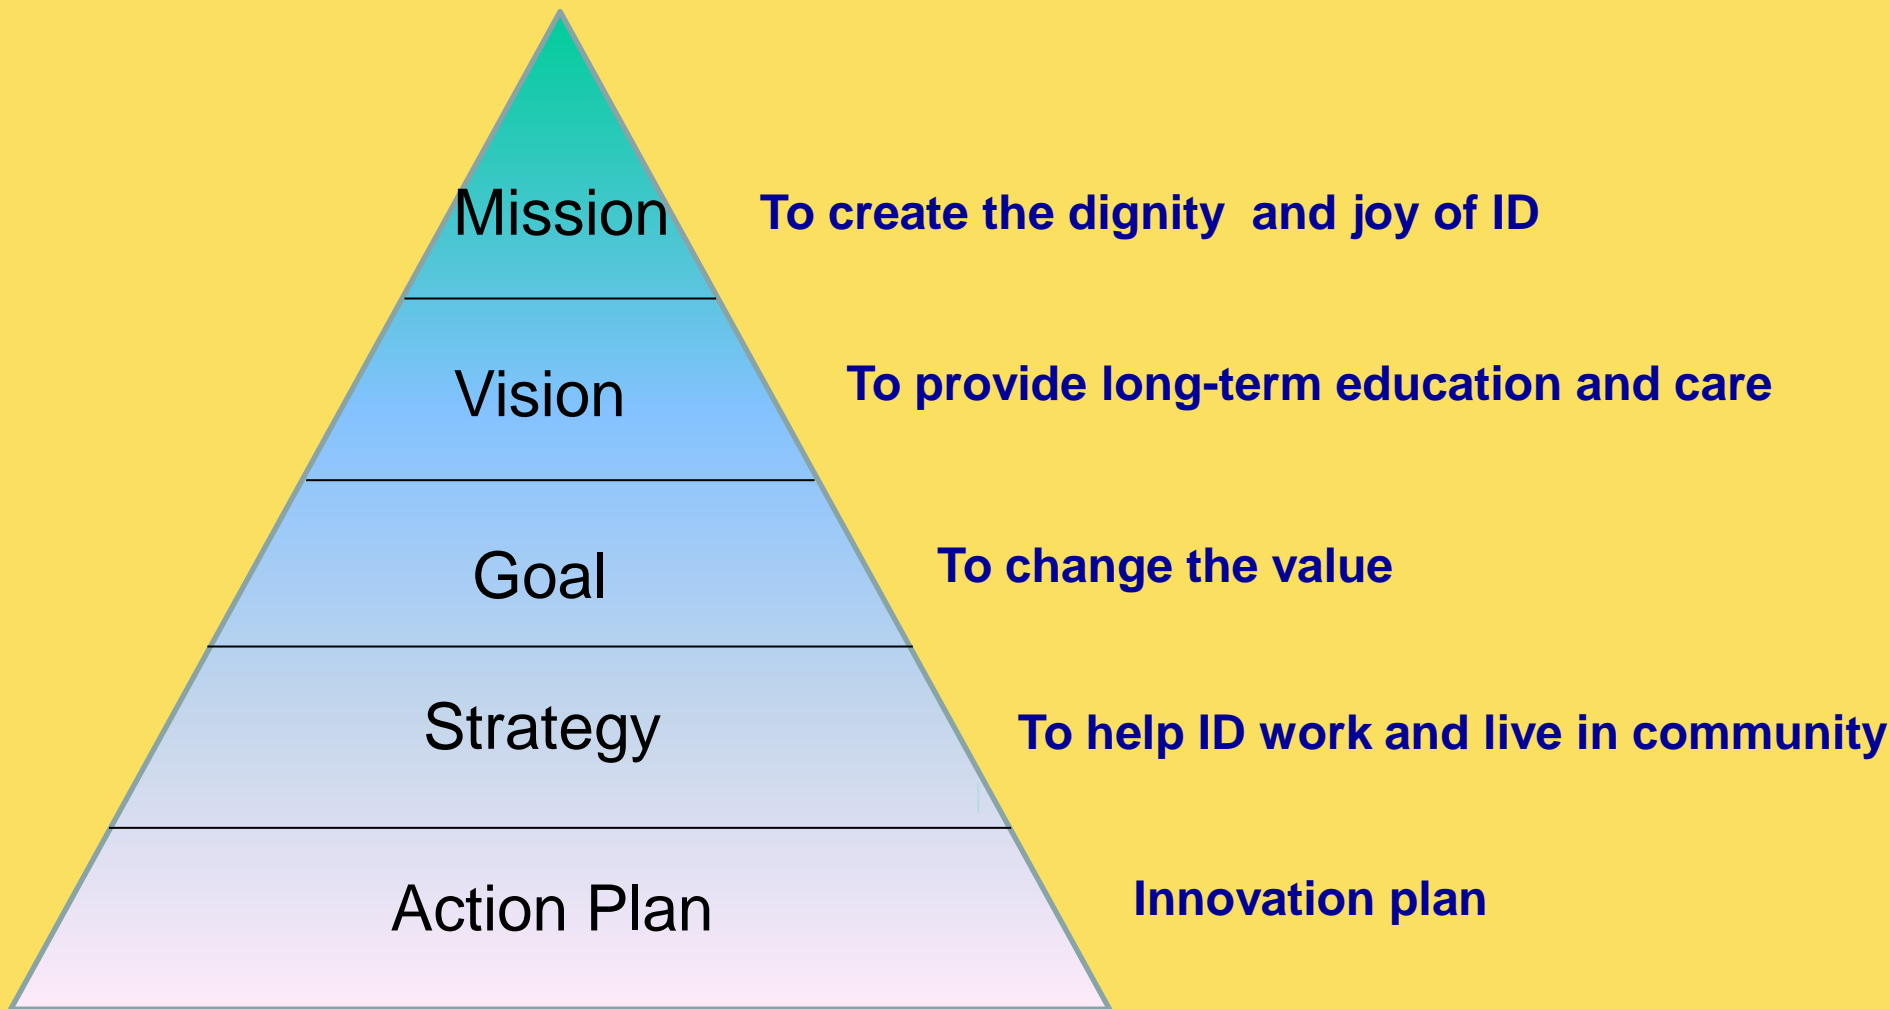 Mission To create the dignity and joy of ID
Vision To provide long-term education and care
Goal To change the value
Strategy To help ID work and live in community
Action Plan Innovation plan